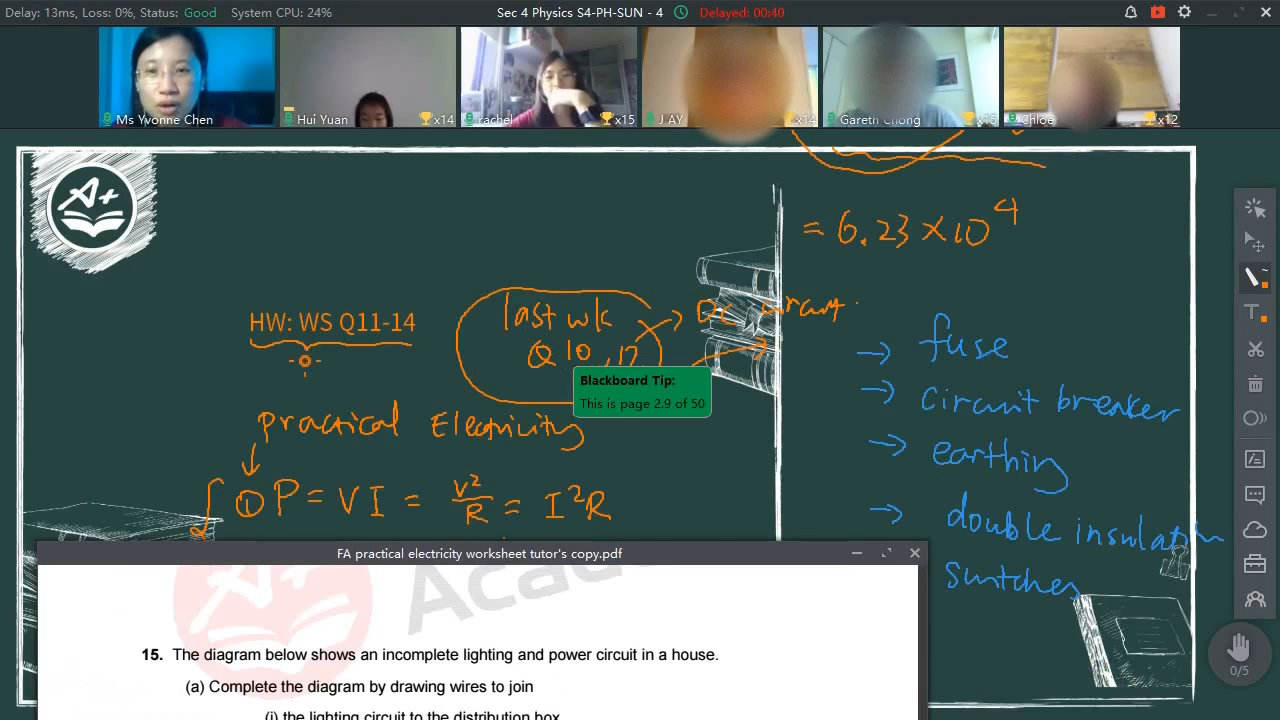 Delay: 13ms, Loss: 0%, Status: Good System CPU: 24%
Sec 4 Physics S4-PH-SUN - 4
Delayed: 00:40
Ms Yvonne Chen
Hui Yuan
x14
rachel
x15
J AY
x14
Gareth Chong
x15
Chloe
x12
A+
= 6.23 × 10⁴
HW: WS Q11-14
last wk
Q 10, 17
→ DC circuit
Blackboard Tip:
This is page 2.9 of 50
practical Electricity
① P = VI = V²/R = I²R
→ fuse
→ circuit breaker
→ earthing
→ double insulation
switches
FA practical electricity worksheet tutor's copy.pdf
Aca
15. The diagram below shows an incomplete lighting and power circuit in a house.
(a) Complete the diagram by drawing wires to join
(i) the lighting circuit to the distribution box
0/5